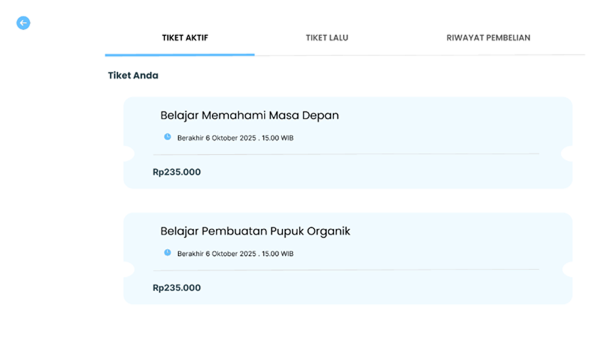 TIKET AKTIF
TIKET LALU
RIWAYAT PEMBELIAN
Tiket Anda
Belajar Memahami Masa Depan
Berakhir 6 Oktober 2025 . 15.00 WIB
Rp235.000
Belajar Pembuatan Pupuk Organik
Berakhir 6 Oktober 2025 . 15.00 WIB
Rp235.000